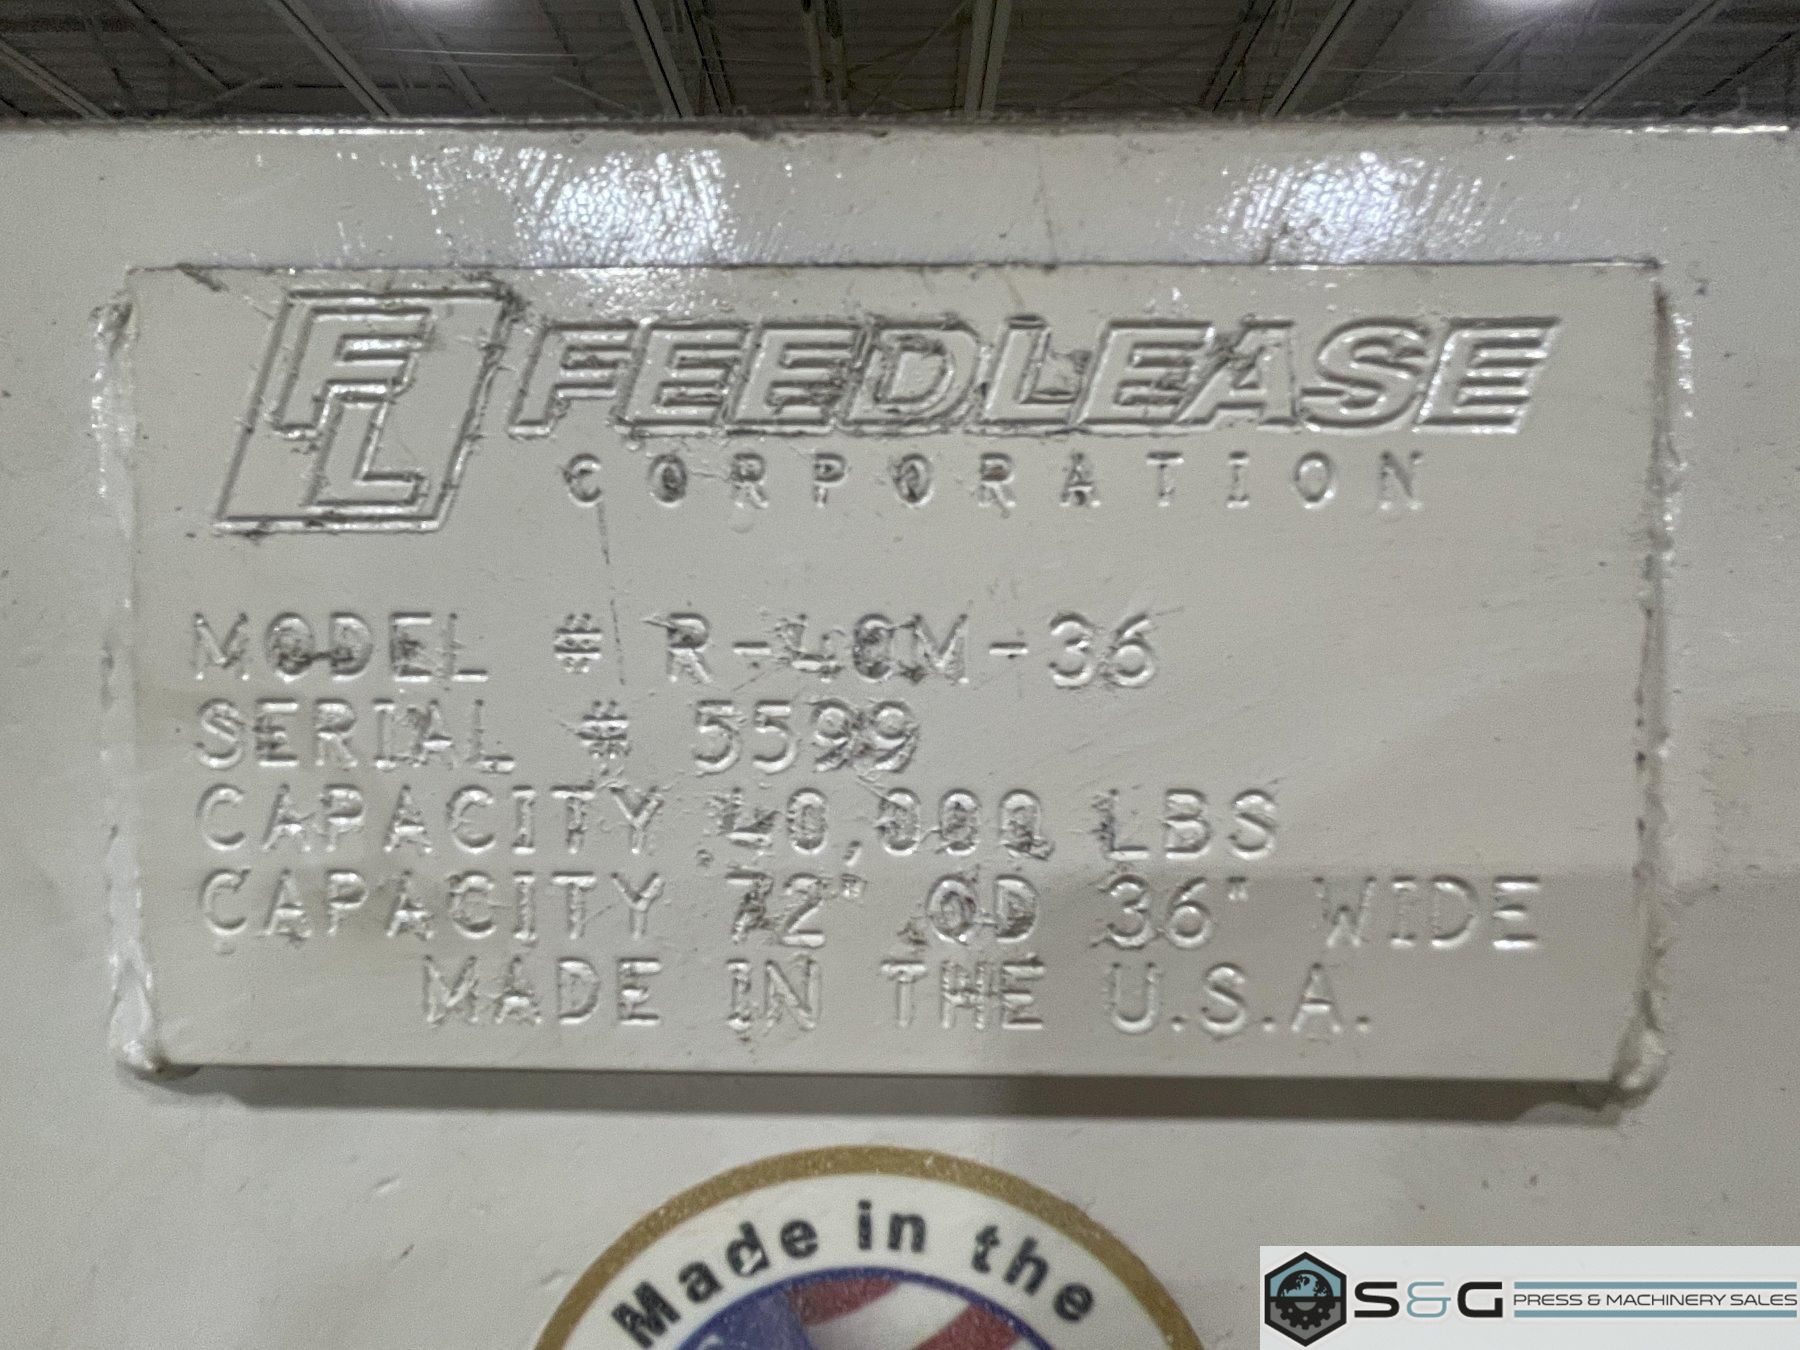 FL FEEDLEASE
CORPORATION
MODEL # R-40M-36
SERIAL # 5599
CAPACITY 40,000 LBS
CAPACITY 72" OD 36" WIDE
MADE IN THE U.S.A.
Made in the
S&G PRESS & MACHINERY SALES